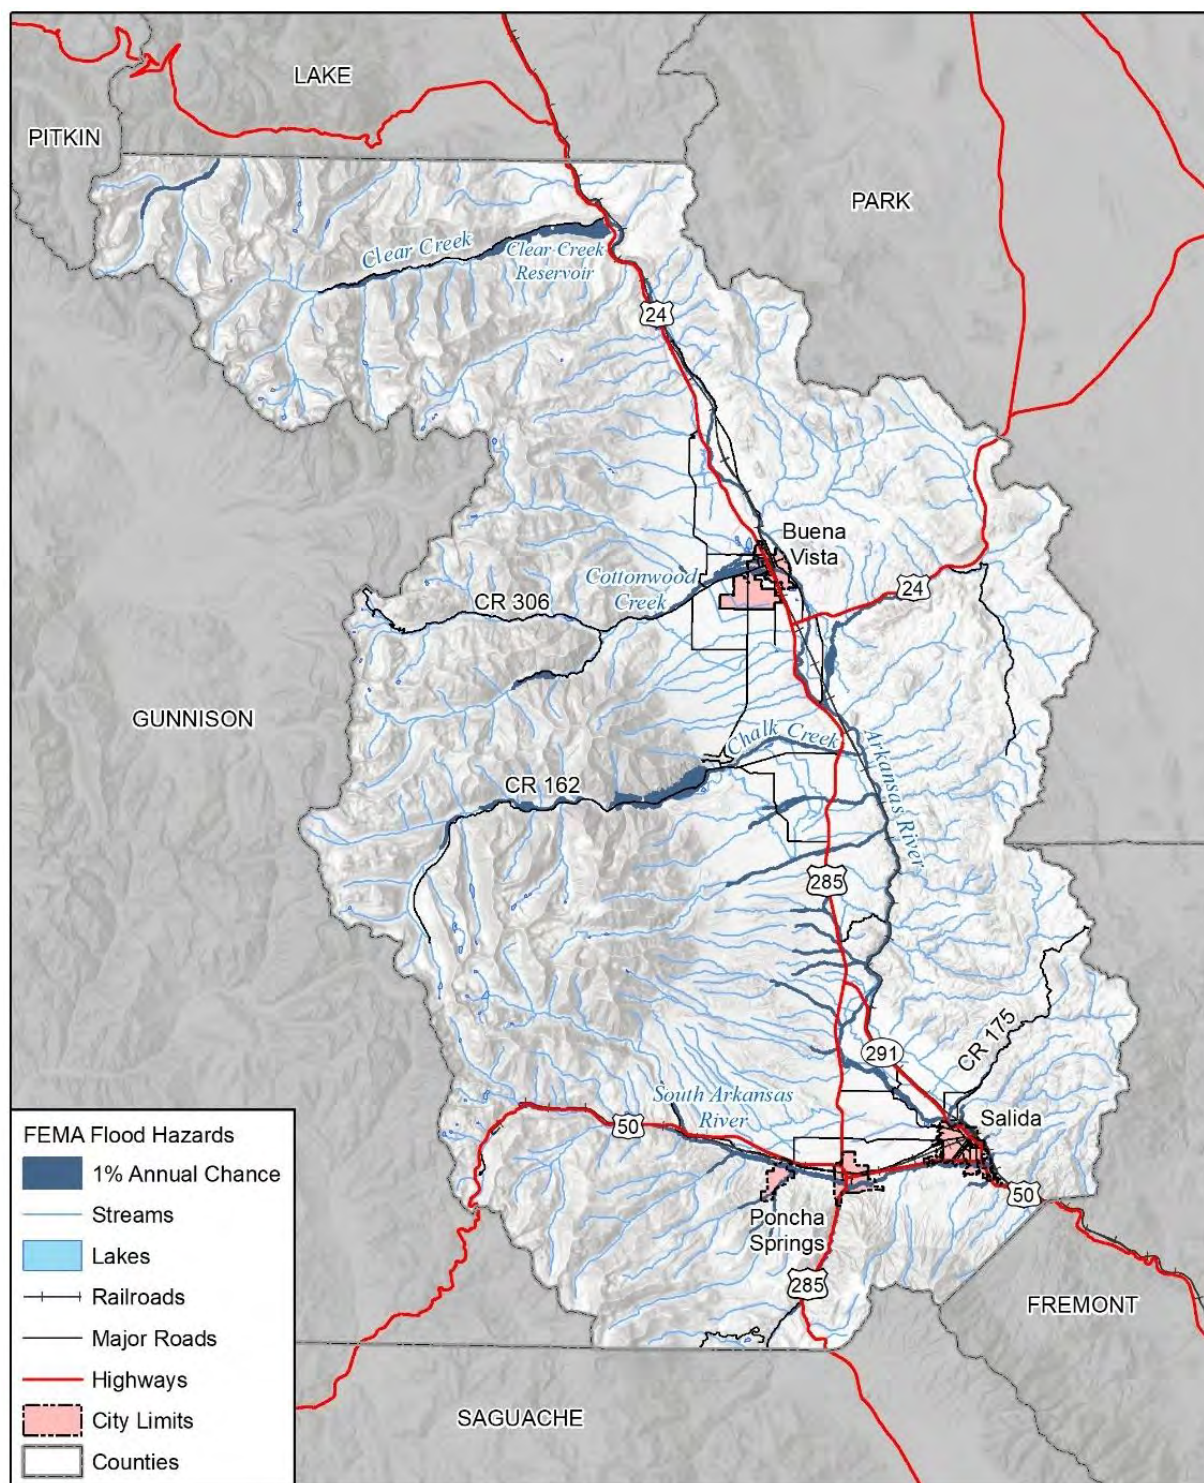 LAKE
PITKIN
PARK
Clear Creek
Clear Creek
Reservoir
24
Buena
Vista
Cottonwood
Creek
24
CR 306
GUNNISON
Chalk Creek
Arkansas River
CR 162
285
291
CR 175
South Arkansas
River
50
Salida
50
Poncha
Springs
285
FREMONT
SAGUACHE
FEMA Flood Hazards
1% Annual Chance
Streams
Lakes
Railroads
Major Roads
Highways
City Limits
Counties